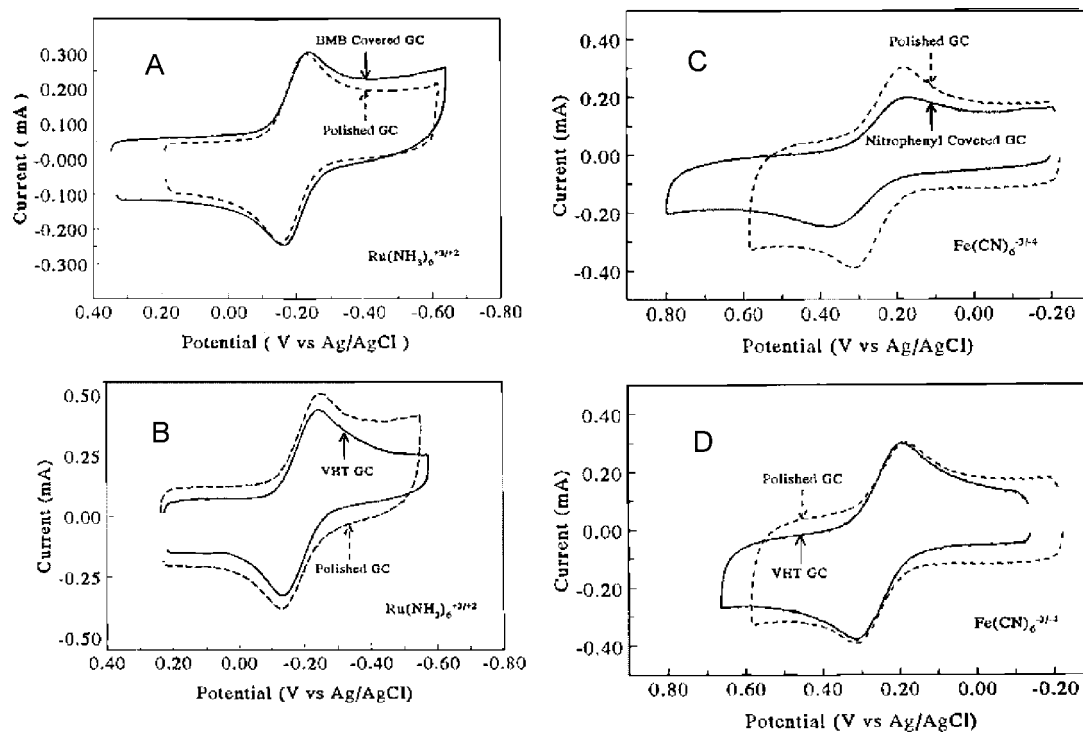 A
BMB Covered GC
Polished GC
Ru(NH3)6+3/+2
0.300
0.200
0.100
-0.000
-0.100
-0.200
-0.300
Current ( mA )
0.40 0.20 0.00 -0.20 -0.40 -0.60 -0.80
Potential ( V vs Ag/AgCl )
C
Polished GC
Nitrophenyl Covered GC
Fe(CN)6-3/-4
0.40
0.20
0.00
-0.20
-0.40
Current (mA)
0.80 0.60 0.40 0.20 0.00 -0.20
Potential (V vs Ag/AgCl)
B
VHT GC
Polished GC
Ru(NH3)6+3/+2
0.50
0.25
0.00
-0.25
-0.50
Current (mA)
0.40 0.20 0.00 -0.20 -0.40 -0.60 -0.80
Potential (V vs Ag/AgCl)
D
Polished GC
VHT GC
Fe(CN)6-3/-4
0.40
0.20
0.00
-0.20
-0.40
Current (mA)
0.80 0.60 0.40 0.20 0.00 -0.20
Potential (V vs Ag/AgCl)